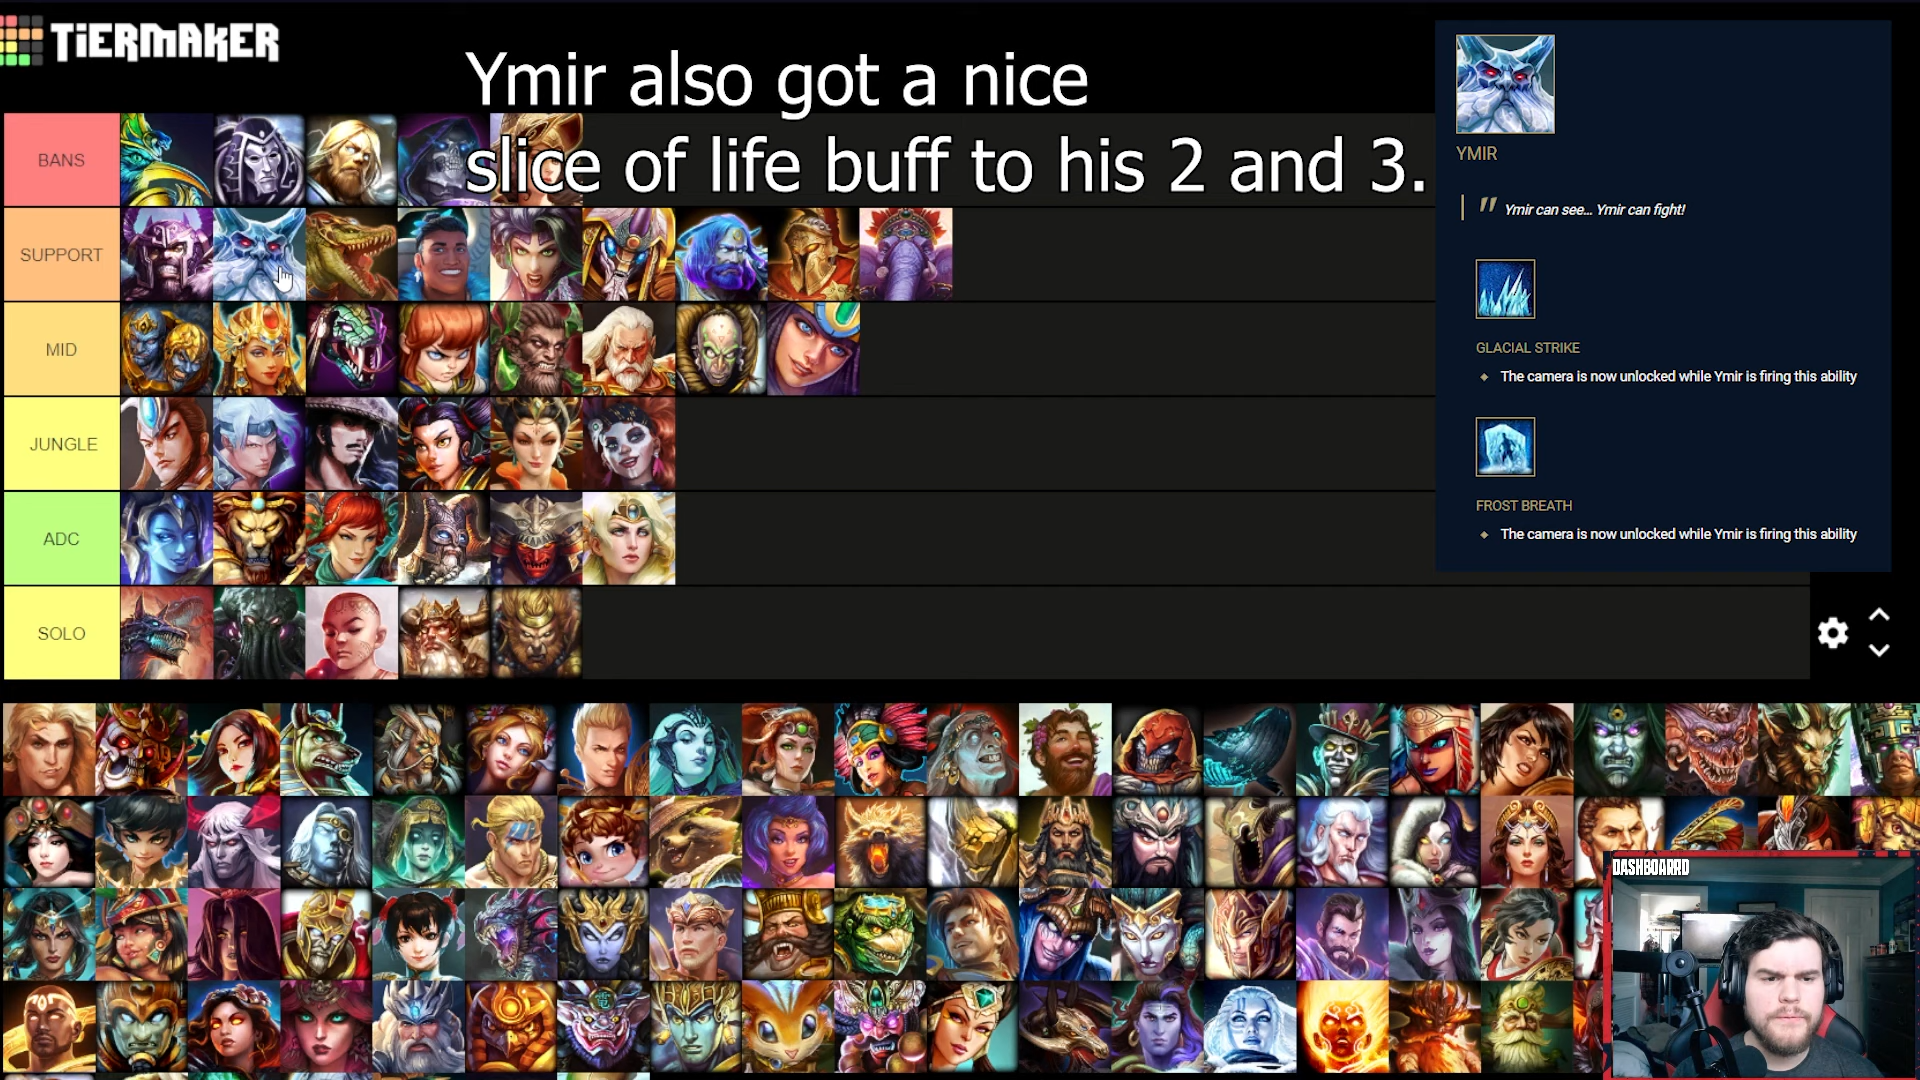 TiERMAKER
Ymir also got a nice
slice of life buff to his 2 and 3.
BANS
SUPPORT
MID
JUNGLE
ADC
SOLO
YMIR
" Ymir can see... Ymir can fight!
GLACIAL STRIKE
The camera is now unlocked while Ymir is firing this ability
FROST BREATH
The camera is now unlocked while Ymir is firing this ability
DASHBOARRD